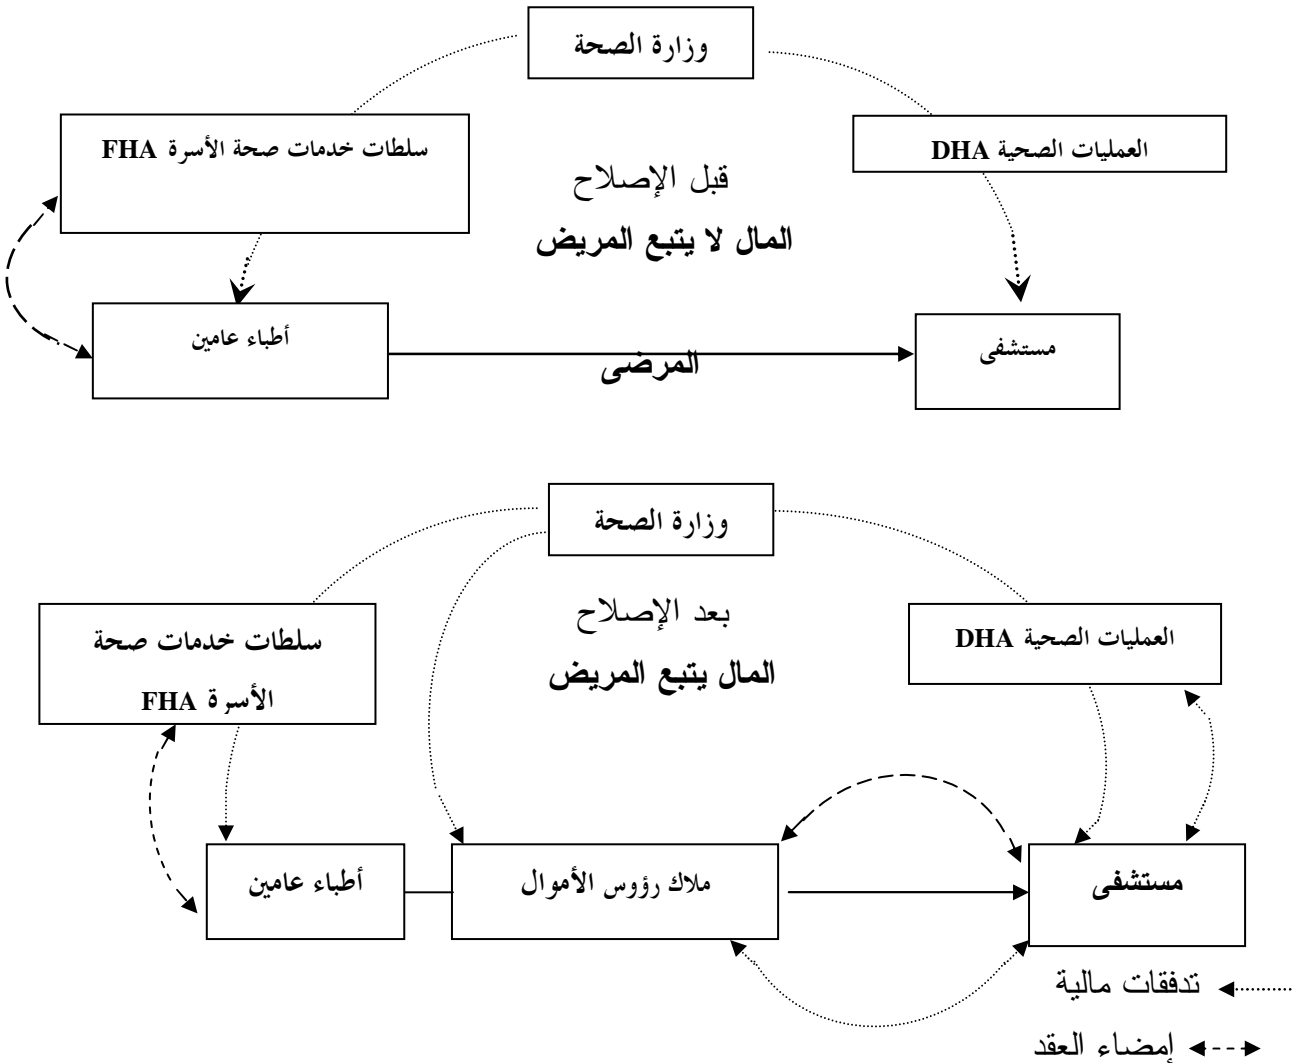 وزارة الصحة
سلطات خدمات صحة الأسرة FHA
العمليات الصحية DHA
قبل الإصلاح
المال لا يتبع المريض
أطباء عامين
المرضى
مستشفى
وزارة الصحة
بعد الإصلاح
المال يتبع المريض
سلطات خدمات صحة
الأسرة FHA
العمليات الصحية DHA
أطباء عامين
ملاك رؤوس الأموال
مستشفى
تدفقات مالية
إمضاء العقد